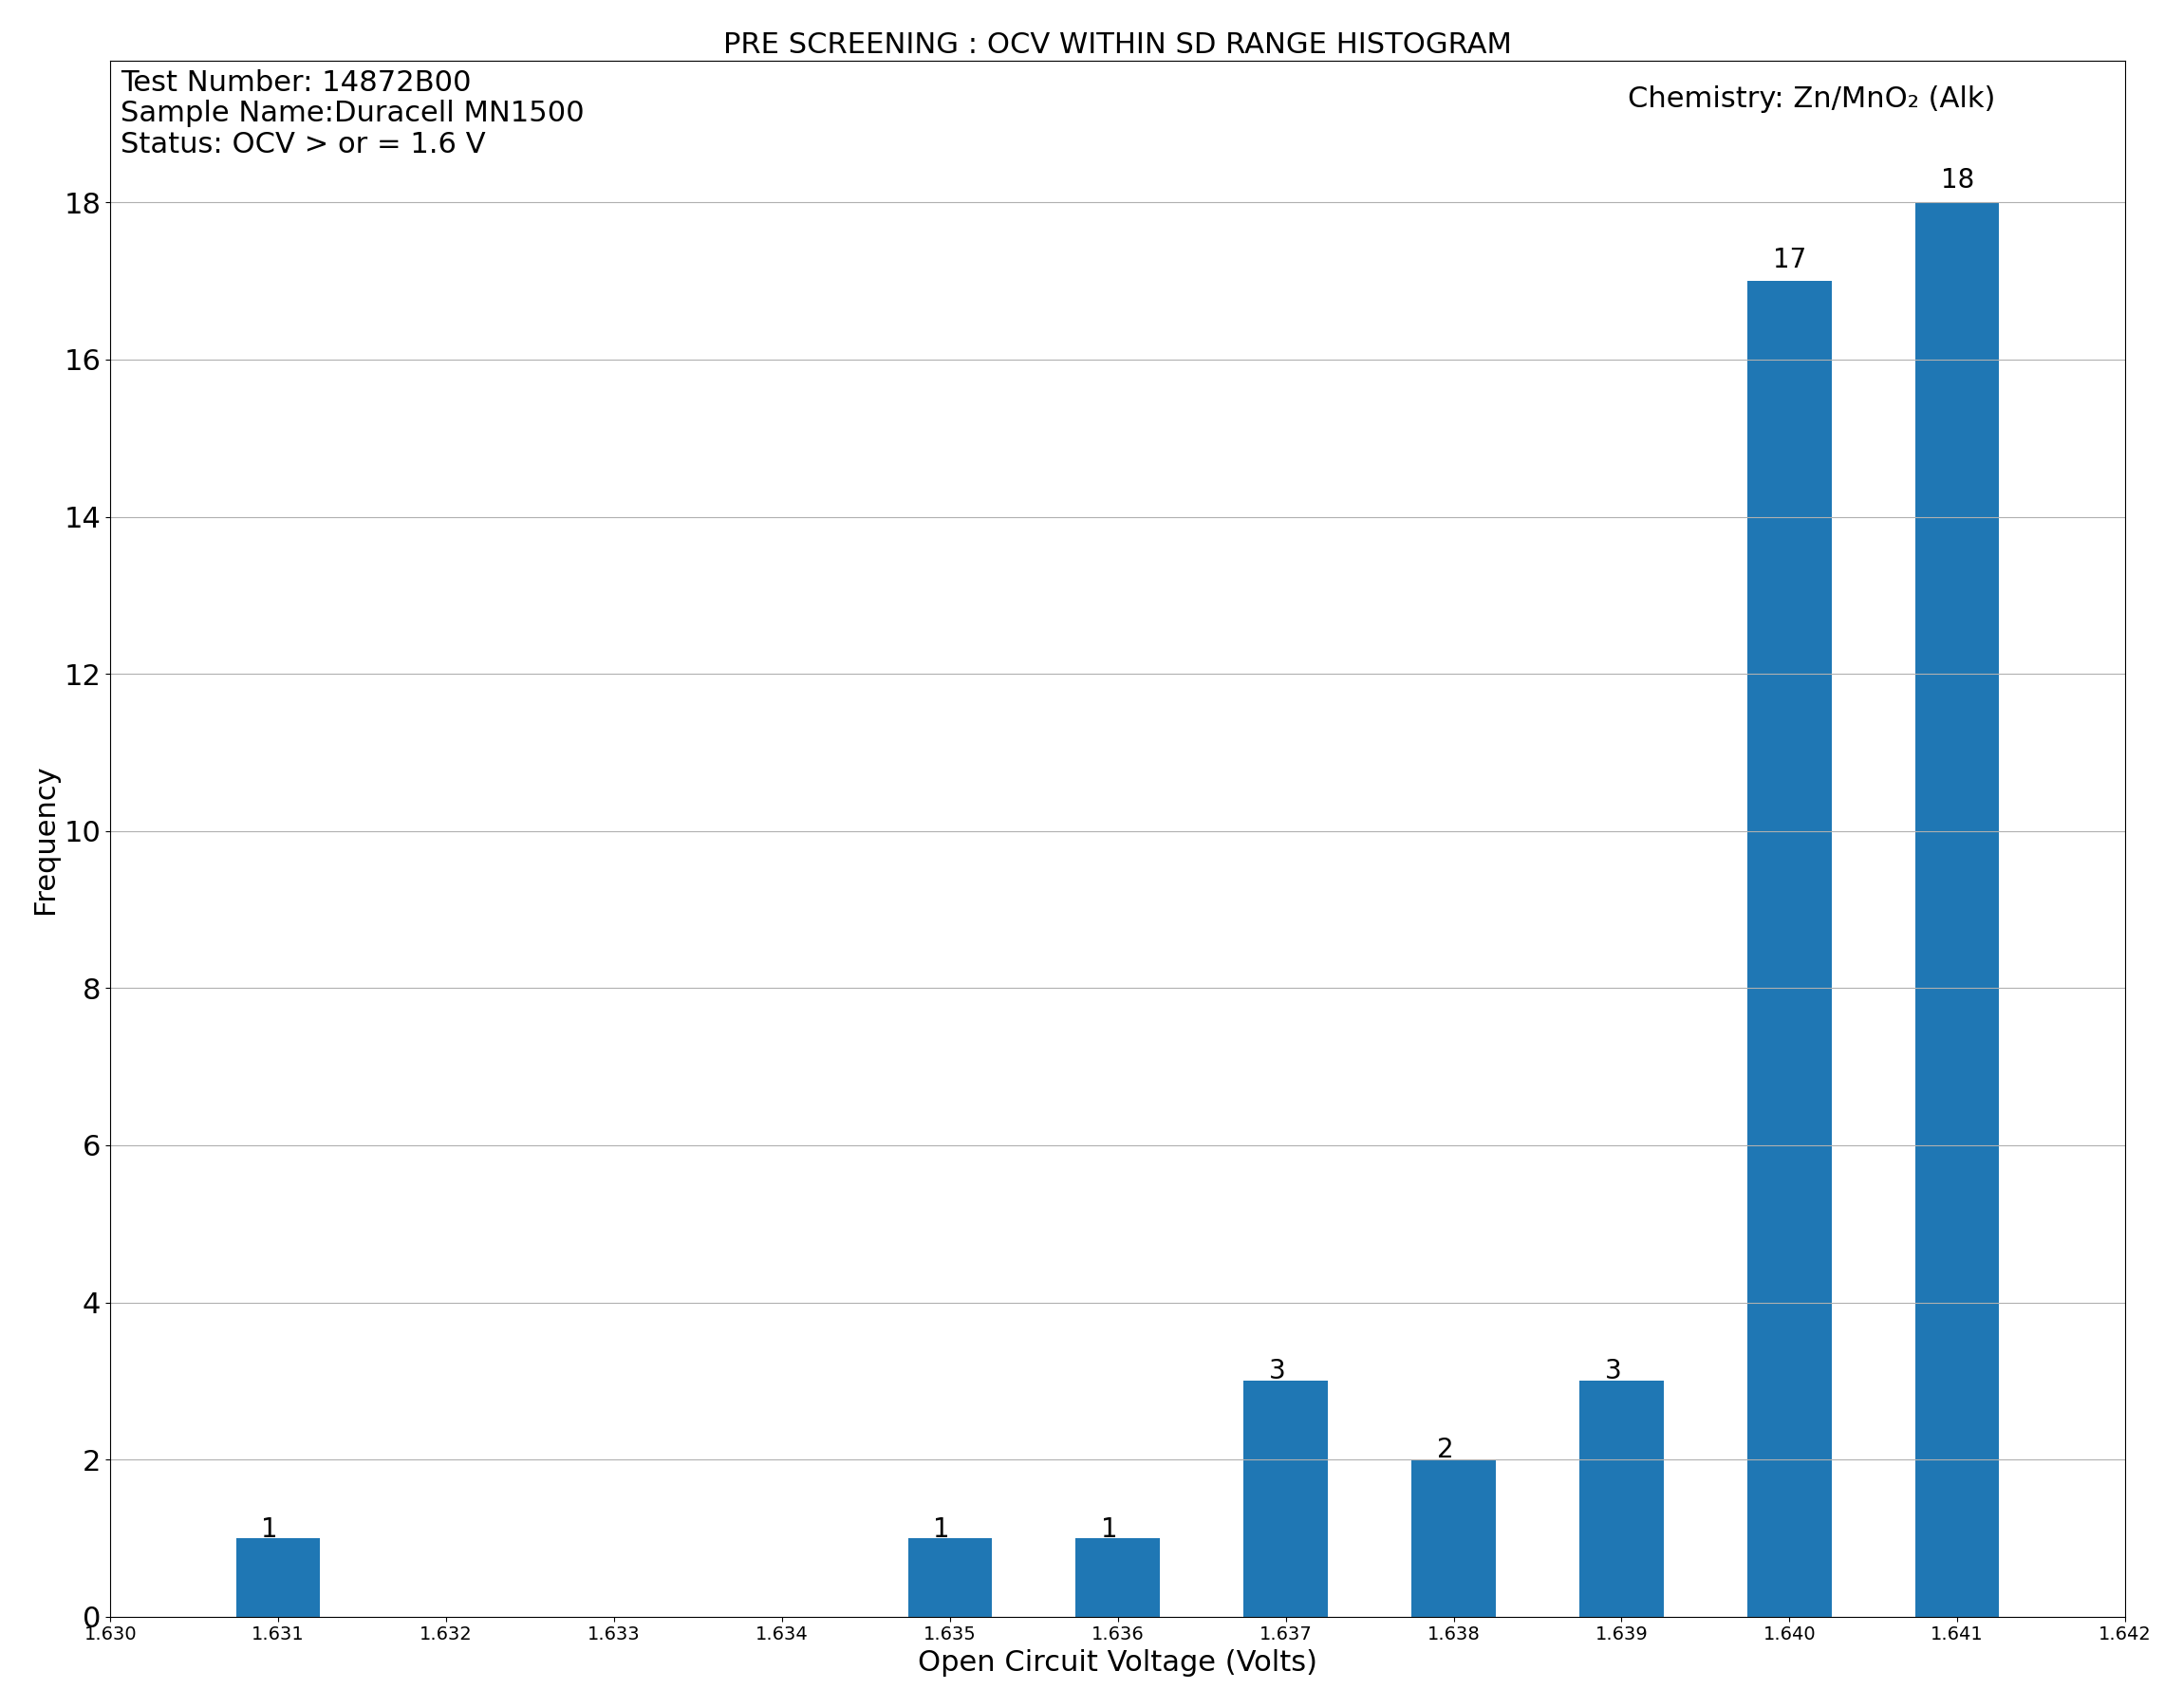 PRE SCREENING : OCV WITHIN SD RANGE HISTOGRAM
Test Number: 14872B00
Sample Name:Duracell MN1500
Status: OCV > or = 1.6 V
Chemistry: Zn/MnO₂ (Alk)
18
17
3
3
2
1
1
1
Frequency
18
16
14
12
10
8
6
4
2
0
1.630 1.631 1.632 1.633 1.634 1.635 1.636 1.637 1.638 1.639 1.640 1.641 1.642
Open Circuit Voltage (Volts)